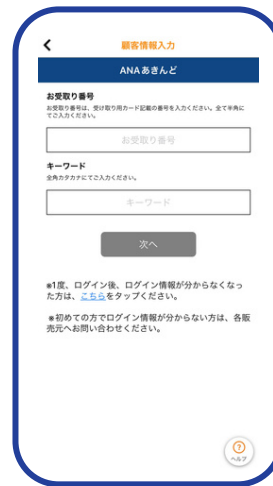 顧客情報入力
ANAあきんど
お受取り番号
お受取り番号は、受け取り用カード記載の番号を入力ください。全て半角に
てご入力ください。
お受取り番号
キーワード
全角カタカナにてご入力ください。
キーワード
次へ
※1度、ログイン後、ログイン情報が分からなくなっ
た方は、こちらをタップください。
※初めての方でログイン情報が分からない方は、各販
売元へお問い合わせください。
?
ヘルプ